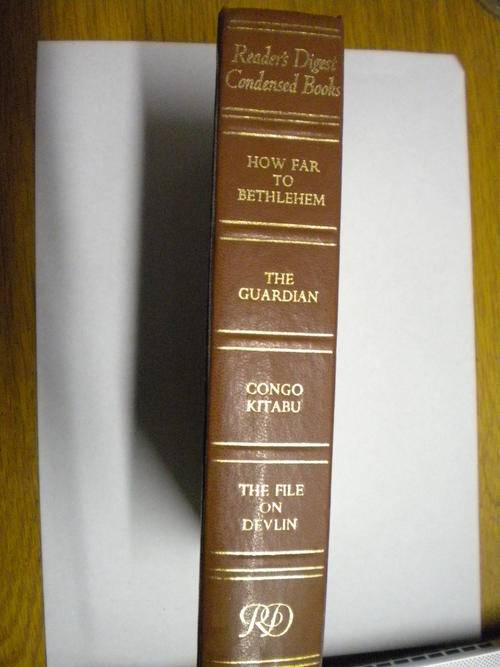 Reader's Digest
Condensed Books
HOW FAR
TO
BETHLEHEM
THE
GUARDIAN
CONGO
KITABU
THE FILE
ON
DEVLIN
RD